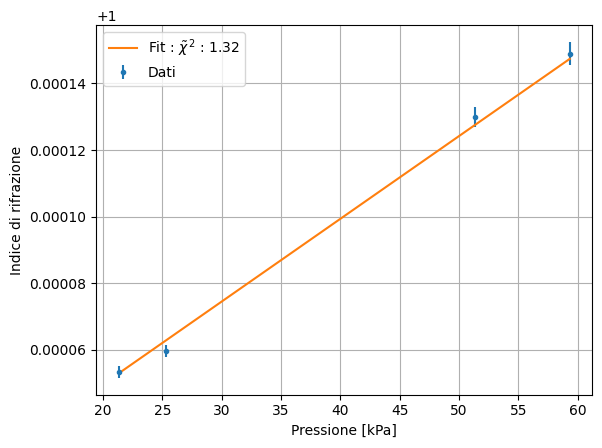 +1
Fit : χ̃² : 1.32
Dati
0.00014
0.00012
0.00010
0.00008
0.00006
Indice di rifrazione
20 25 30 35 40 45 50 55 60
Pressione [kPa]